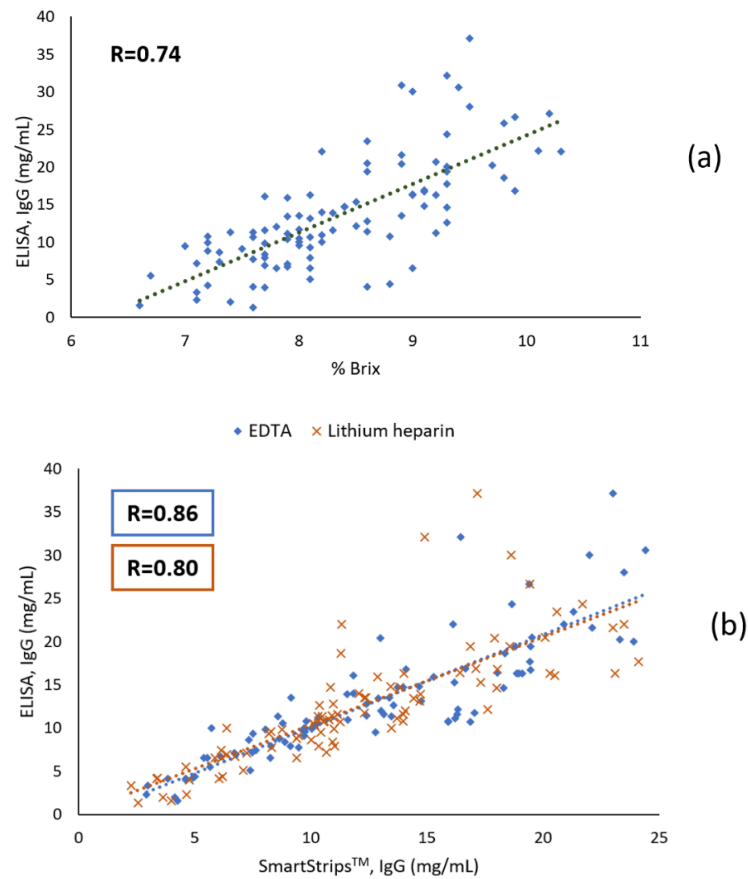 40
35
R=0.74
30
25
20
15
10
5
0
ELISA, IgG (mg/mL)
6 7 8 9 10 11
% Brix
(a)
EDTA Lithium heparin
40
R=0.86
35
30
R=0.80
25
20
15
10
5
0
ELISA, IgG (mg/mL)
0 5 10 15 20 25
SmartStrips™, IgG (mg/mL)
(b)